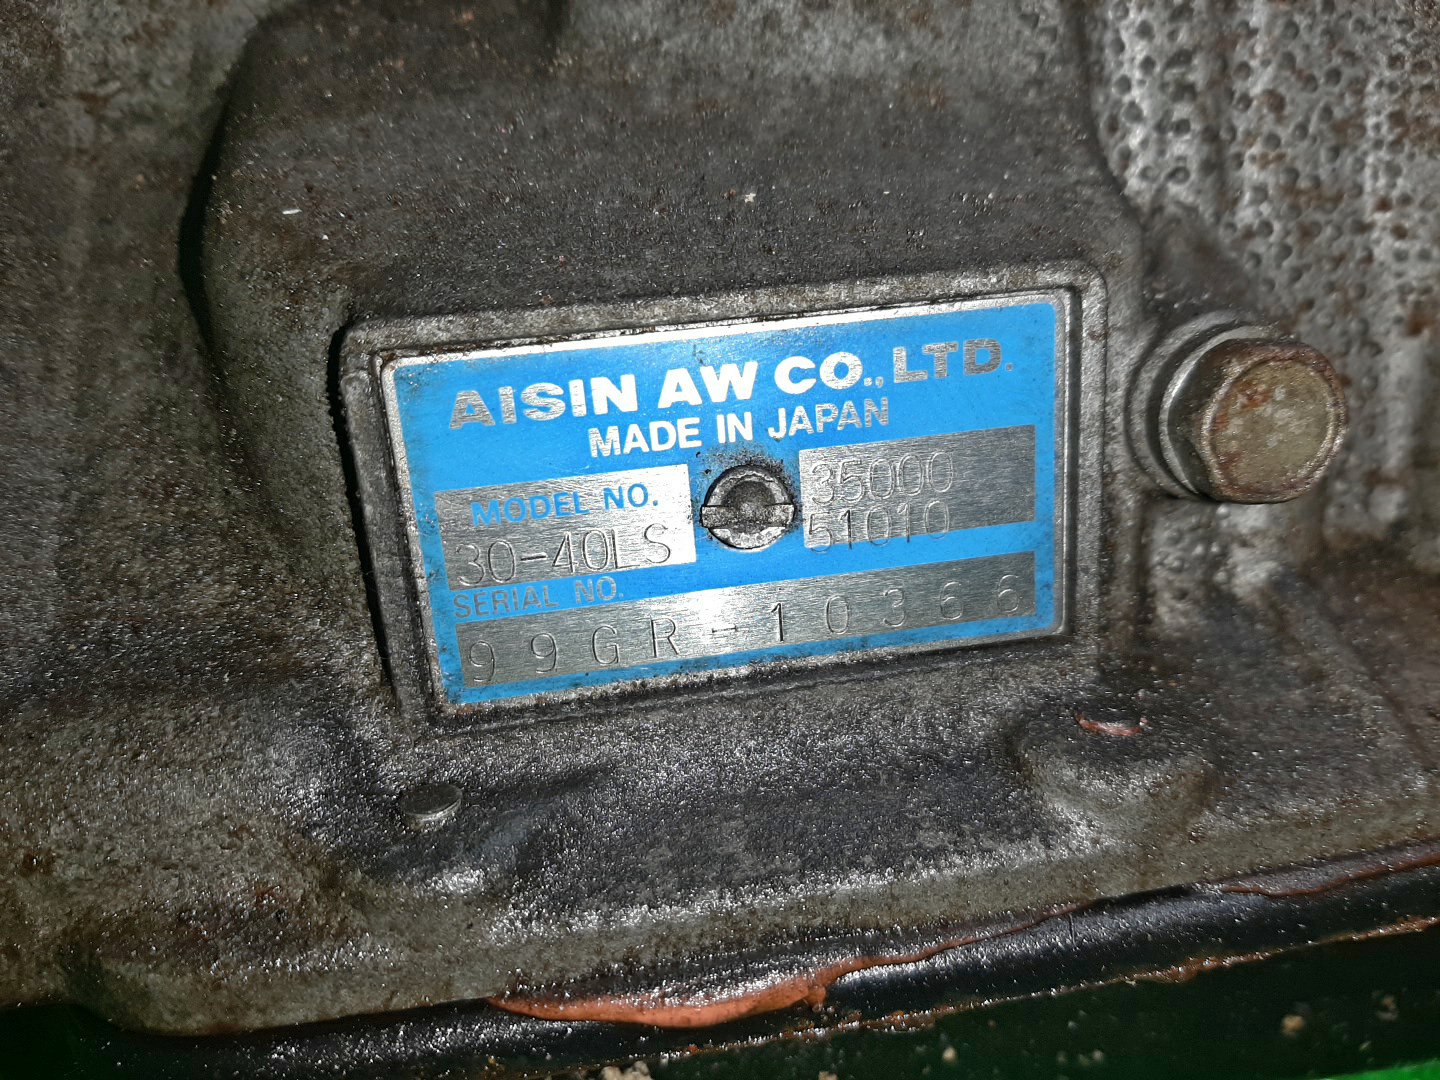 AISIN AW CO., LTD.
MADE IN JAPAN
MODEL NO.
30-40LS
35000
51010
SERIAL NO.
99GR-10366